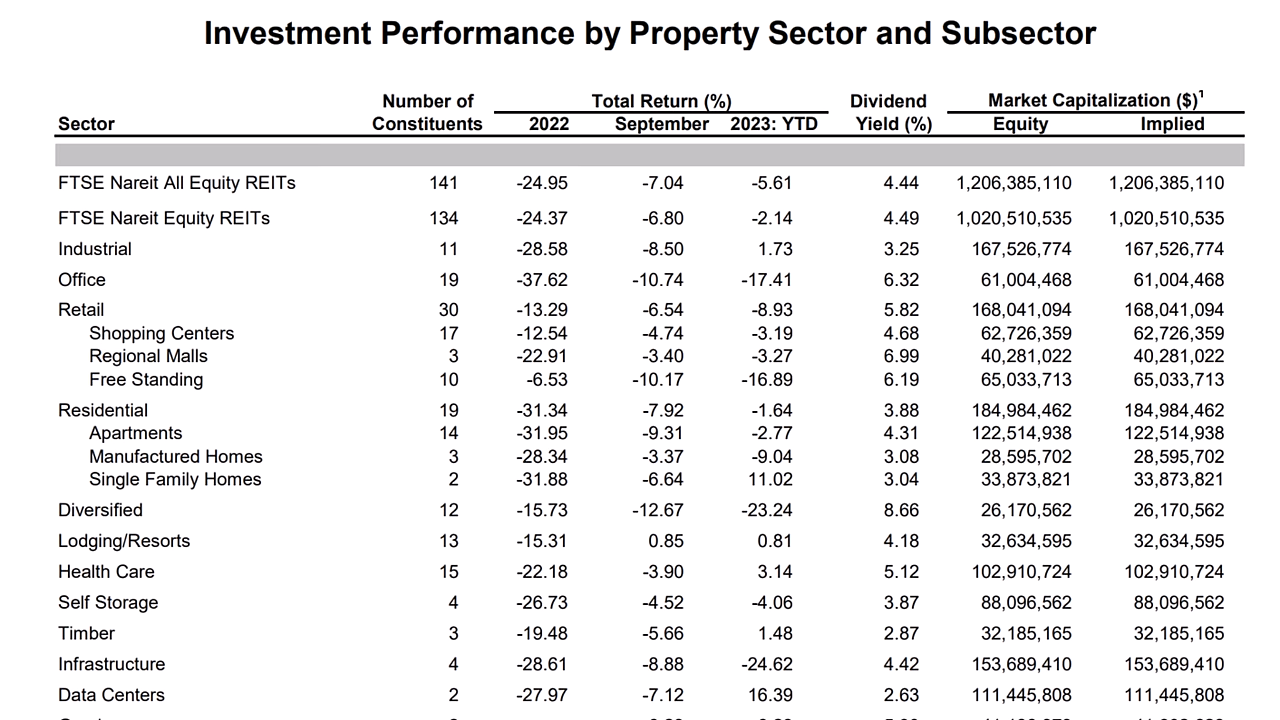 Investment Performance by Property Sector and Subsector
Number of Total Return (%) Dividend Market Capitalization ($)¹
Sector Constituents 2022 September 2023: YTD Yield (%) Equity Implied
FTSE Nareit All Equity REITs 141 -24.95 -7.04 -5.61 4.44 1,206,385,110 1,206,385,110
FTSE Nareit Equity REITs 134 -24.37 -6.80 -2.14 4.49 1,020,510,535 1,020,510,535
Industrial 11 -28.58 -8.50 1.73 3.25 167,526,774 167,526,774
Office 19 -37.62 -10.74 -17.41 6.32 61,004,468 61,004,468
Retail 30 -13.29 -6.54 -8.93 5.82 168,041,094 168,041,094
Shopping Centers 17 -12.54 -4.74 -3.19 4.68 62,726,359 62,726,359
Regional Malls 3 -22.91 -3.40 -3.27 6.99 40,281,022 40,281,022
Free Standing 10 -6.53 -10.17 -16.89 6.19 65,033,713 65,033,713
Residential 19 -31.34 -7.92 -1.64 3.88 184,984,462 184,984,462
Apartments 14 -31.95 -9.31 -2.77 4.31 122,514,938 122,514,938
Manufactured Homes 3 -28.34 -3.37 -9.04 3.08 28,595,702 28,595,702
Single Family Homes 2 -31.88 -6.64 11.02 3.04 33,873,821 33,873,821
Diversified 12 -15.73 -12.67 -23.24 8.66 26,170,562 26,170,562
Lodging/Resorts 13 -15.31 0.85 0.81 4.18 32,634,595 32,634,595
Health Care 15 -22.18 -3.90 3.14 5.12 102,910,724 102,910,724
Self Storage 4 -26.73 -4.52 -4.06 3.87 88,096,562 88,096,562
Timber 3 -19.48 -5.66 1.48 2.87 32,185,165 32,185,165
Infrastructure 4 -28.61 -8.88 -24.62 4.42 153,689,410 153,689,410
Data Centers 2 -27.97 -7.12 16.39 2.63 111,445,808 111,445,808